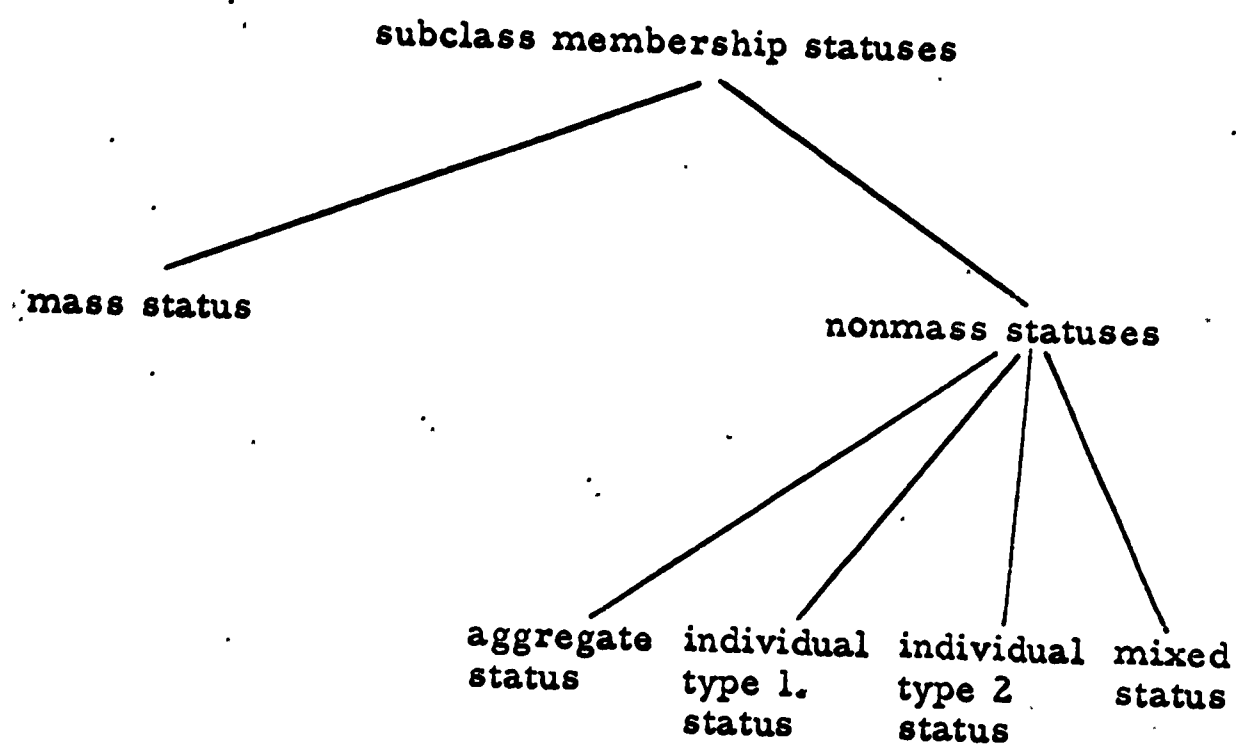 subclass membership statuses
mass status
nonmass statuses
aggregate
status
individual
type 1.
status
individual
type 2
status
mixed
status